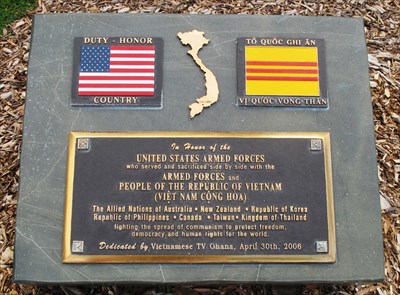 DUTY - HONOR
COUNTRY
TỔ QUỐC GHI ÂN
VỊ QUỐC VONG THÂN
In Honor of the
UNITED STATES ARMED FORCES
who served and sacrificed side by side with the
ARMED FORCES and
PEOPLE OF THE REPUBLIC OF VIETNAM
(VIỆT NAM CỘNG HÒA)
The Allied Nations of Australia • New Zealand • Republic of Korea
Republic of Philippines • Canada • Taiwan • Kingdom of Thailand
fighting the spread of communism to protect freedom,
democracy and human rights for the world.
Dedicated by Vietnamese TV Ohana, April 30th, 2006